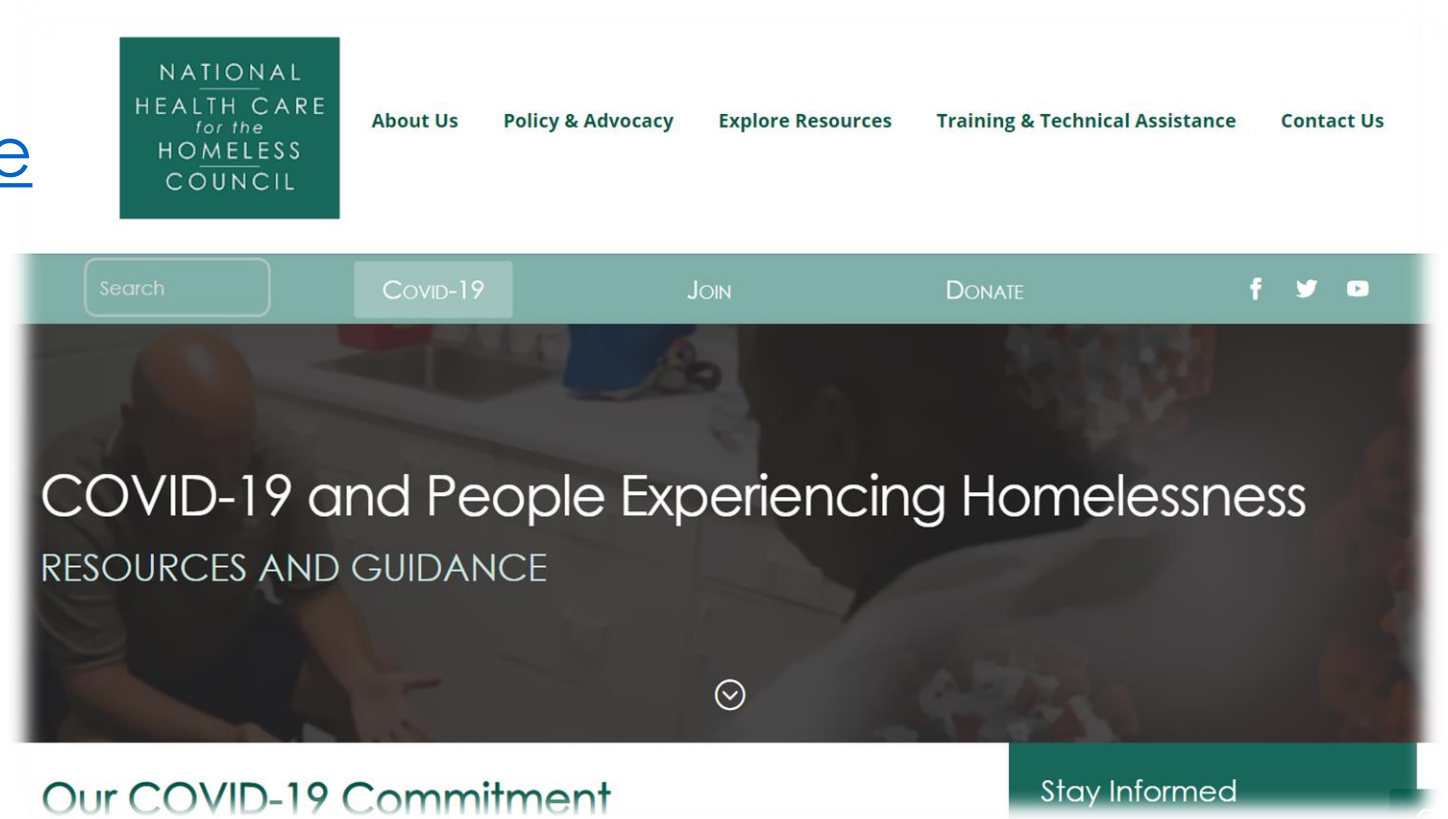 NATIONAL
HEALTH CARE
for the
HOMELESS
COUNCIL
About Us Policy & Advocacy Explore Resources Training & Technical Assistance Contact Us
e
Search COVID-19 JOIN DONATE
COVID-19 and People Experiencing Homelessness
RESOURCES AND GUIDANCE
Our COVID-19 Commitment
Stay Informed